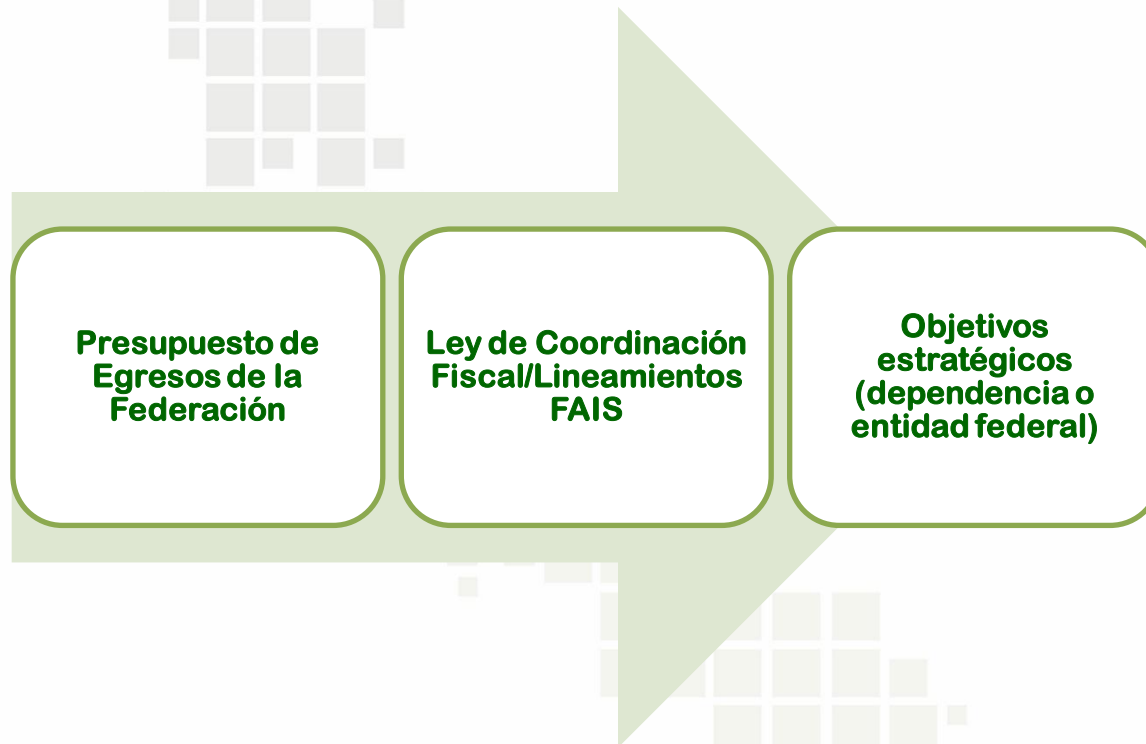 Presupuesto de
Egresos de la
Federación
Ley de Coordinación
Fiscal/Lineamientos
FAIS
Objetivos
estratégicos
(dependencia o
entidad federal)